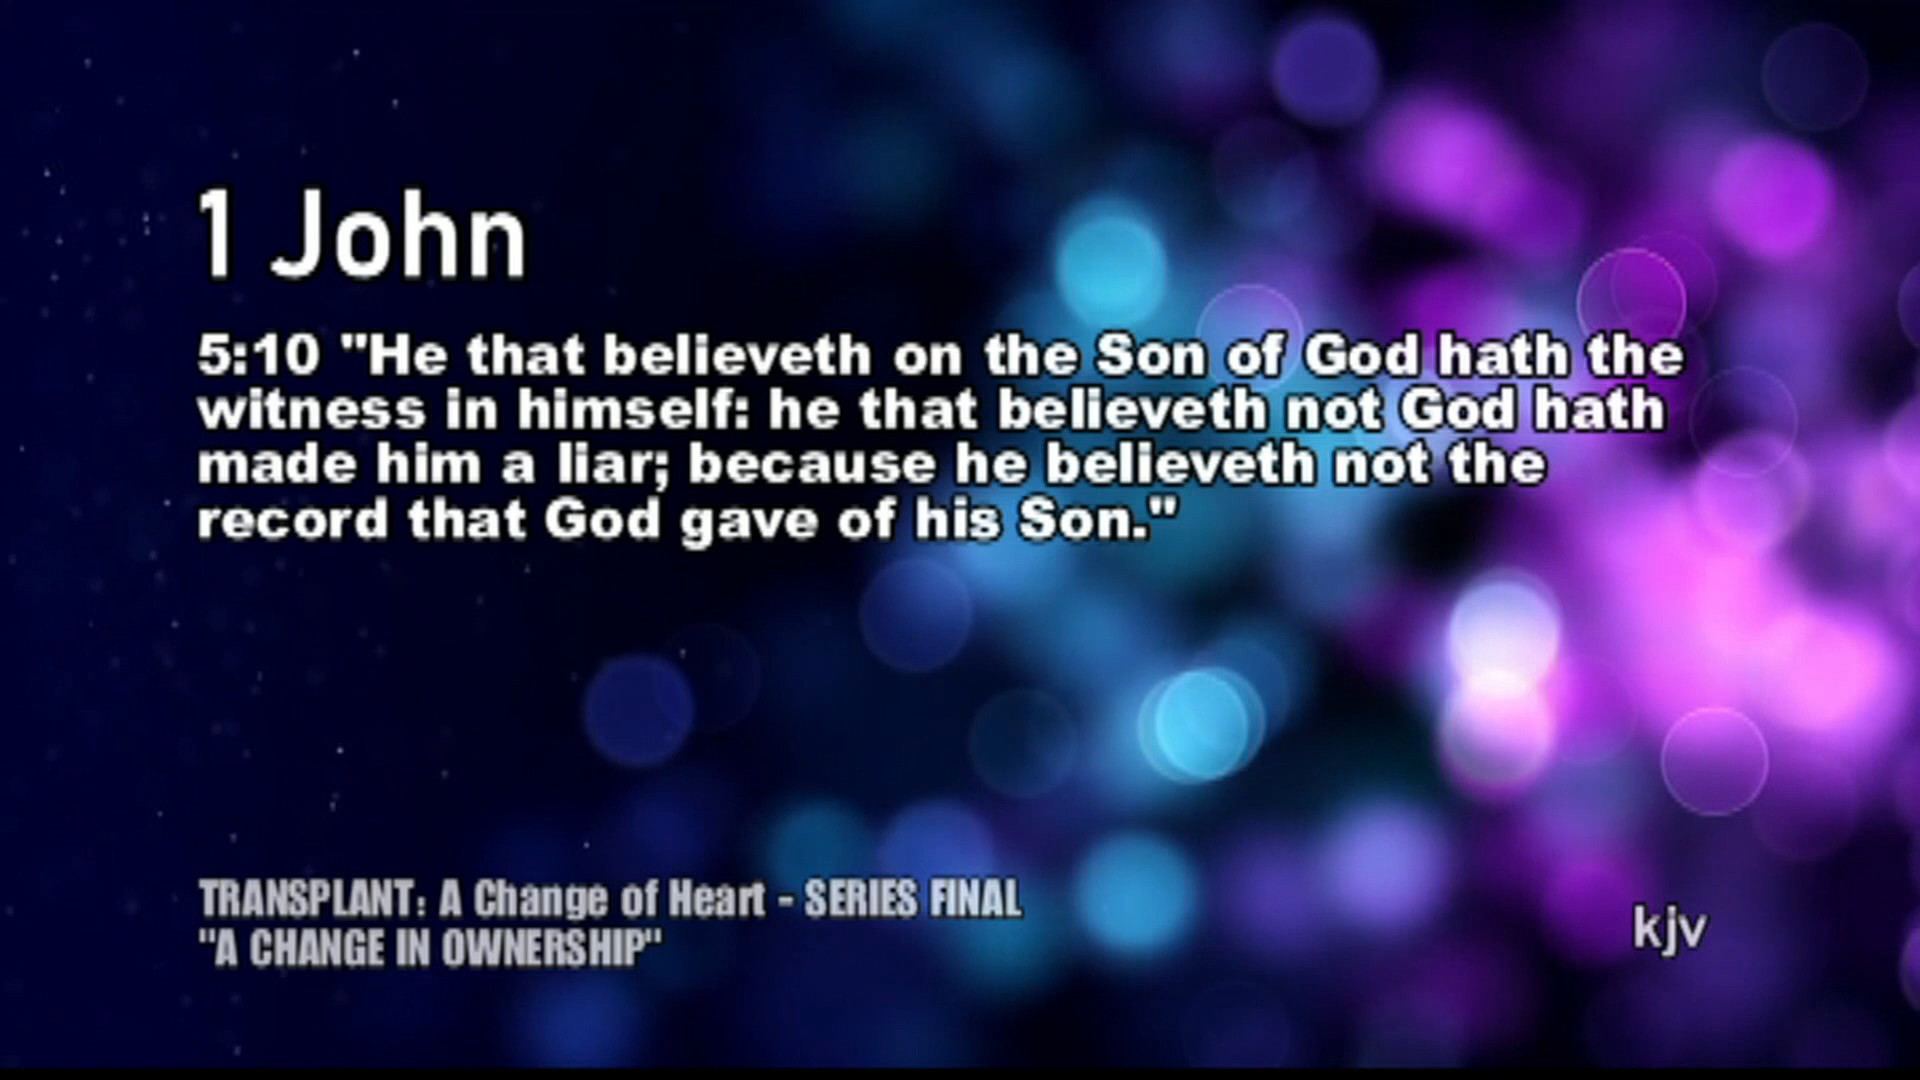 1 John
5:10 "He that believeth on the Son of God hath the
witness in himself: he that believeth not God hath
made him a liar; because he believeth not the
record that God gave of his Son."
TRANSPLANT: A Change of Heart - SERIES FINAL
"A CHANGE IN OWNERSHIP"
kjv